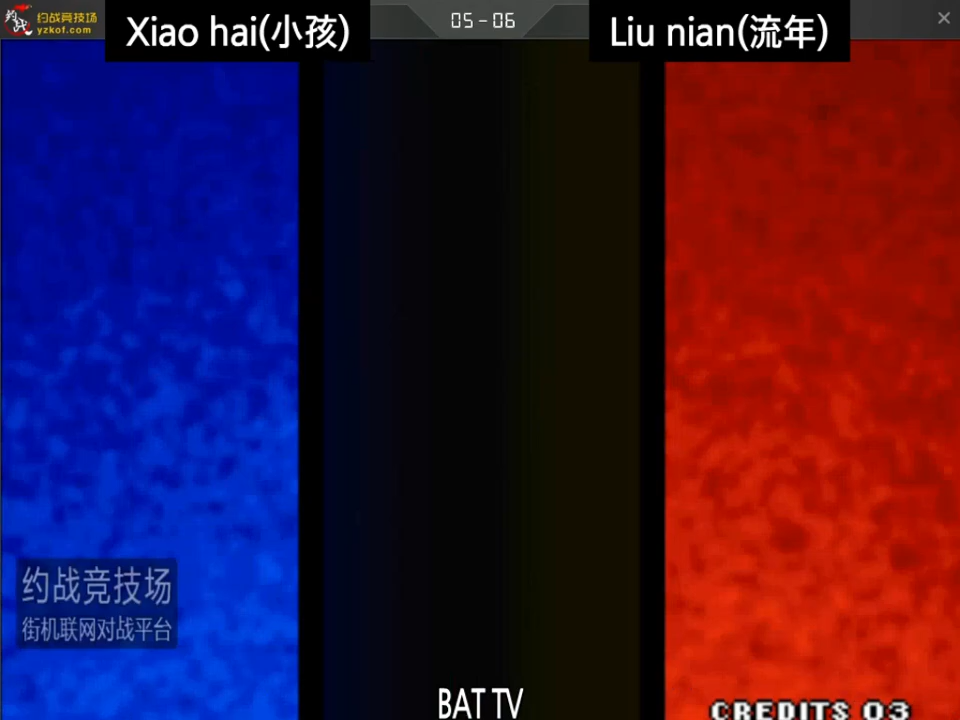 约战竞技场
yzkof.com
Xiao hai(小孩)
05-06
Liu nian(流年)
约战竞技场
街机联网对战平台
BAT TV
CREDITS 03